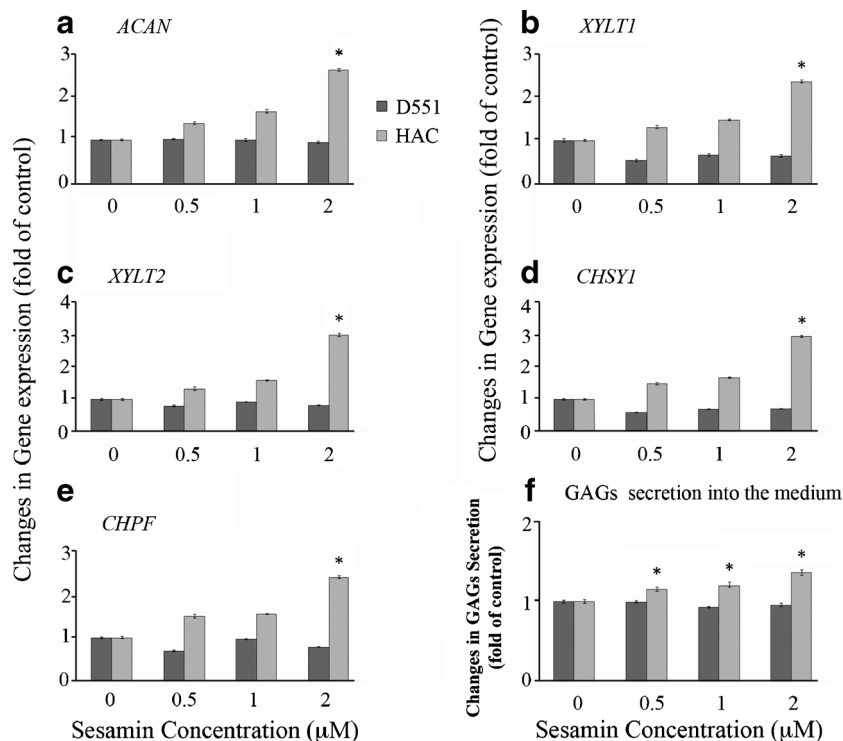 a ACAN
3
2
1
0
0 0.5 1 2
D551
HAC
b XYLT1
3
2
1
0
0 0.5 1 2
*
*
c XYLT2
4
3
2
1
0
0 0.5 1 2
*
d CHSY1
4
3
2
1
0
0 0.5 1 2
*
e CHPF
3
2
1
0
0 0.5 1 2
*
f GAGs secretion into the medium
2
1
0
0 0.5 1 2
* * *
Changes in Gene expression (fold of control)
Changes in Gene expression (fold of control)
Changes in GAGs Secretion
(fold of control)
Sesamin Concentration (μM)
Sesamin Concentration (μM)